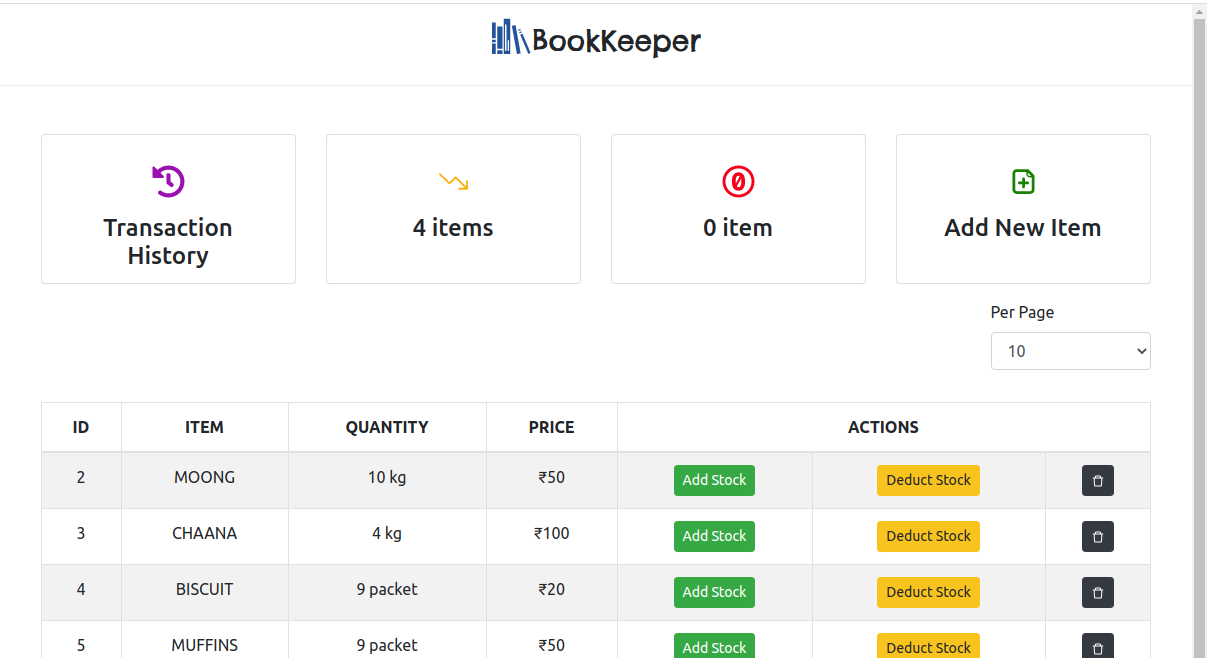 BookKeeper
Transaction
History
4 items
0 item
Add New Item
Per Page
10
ID ITEM QUANTITY PRICE ACTIONS
2 MOONG 10 kg ₹50 Add Stock Deduct Stock
3 CHAANA 4 kg ₹100 Add Stock Deduct Stock
4 BISCUIT 9 packet ₹20 Add Stock Deduct Stock
5 MUFFINS 9 packet ₹50 Add Stock Deduct Stock